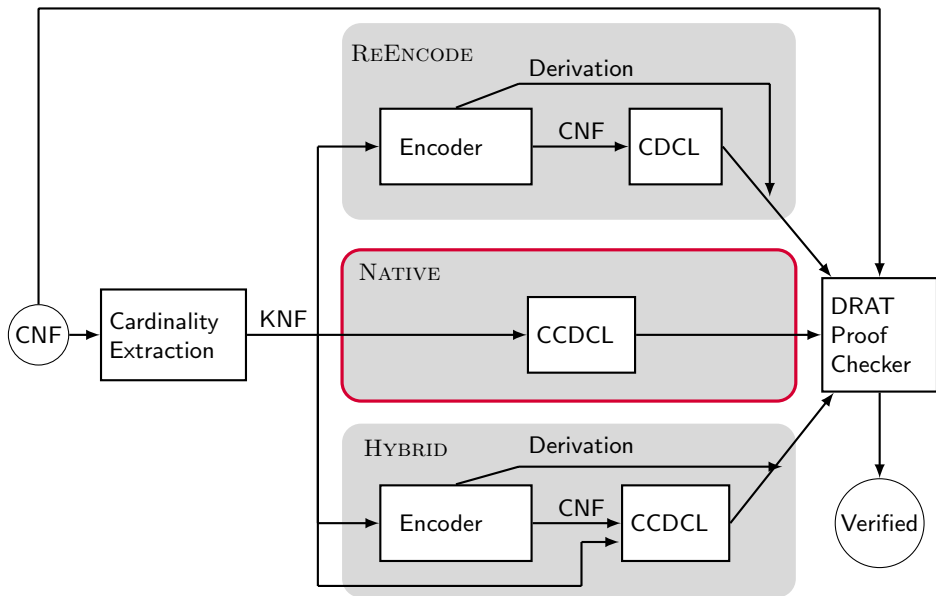 REENCODE
Derivation
Encoder
CNF
CDCL
NATIVE
CNF
Cardinality
Extraction
KNF
CCDCL
DRAT
Proof
Checker
HYBRID
Derivation
Encoder
CNF
CCDCL
Verified